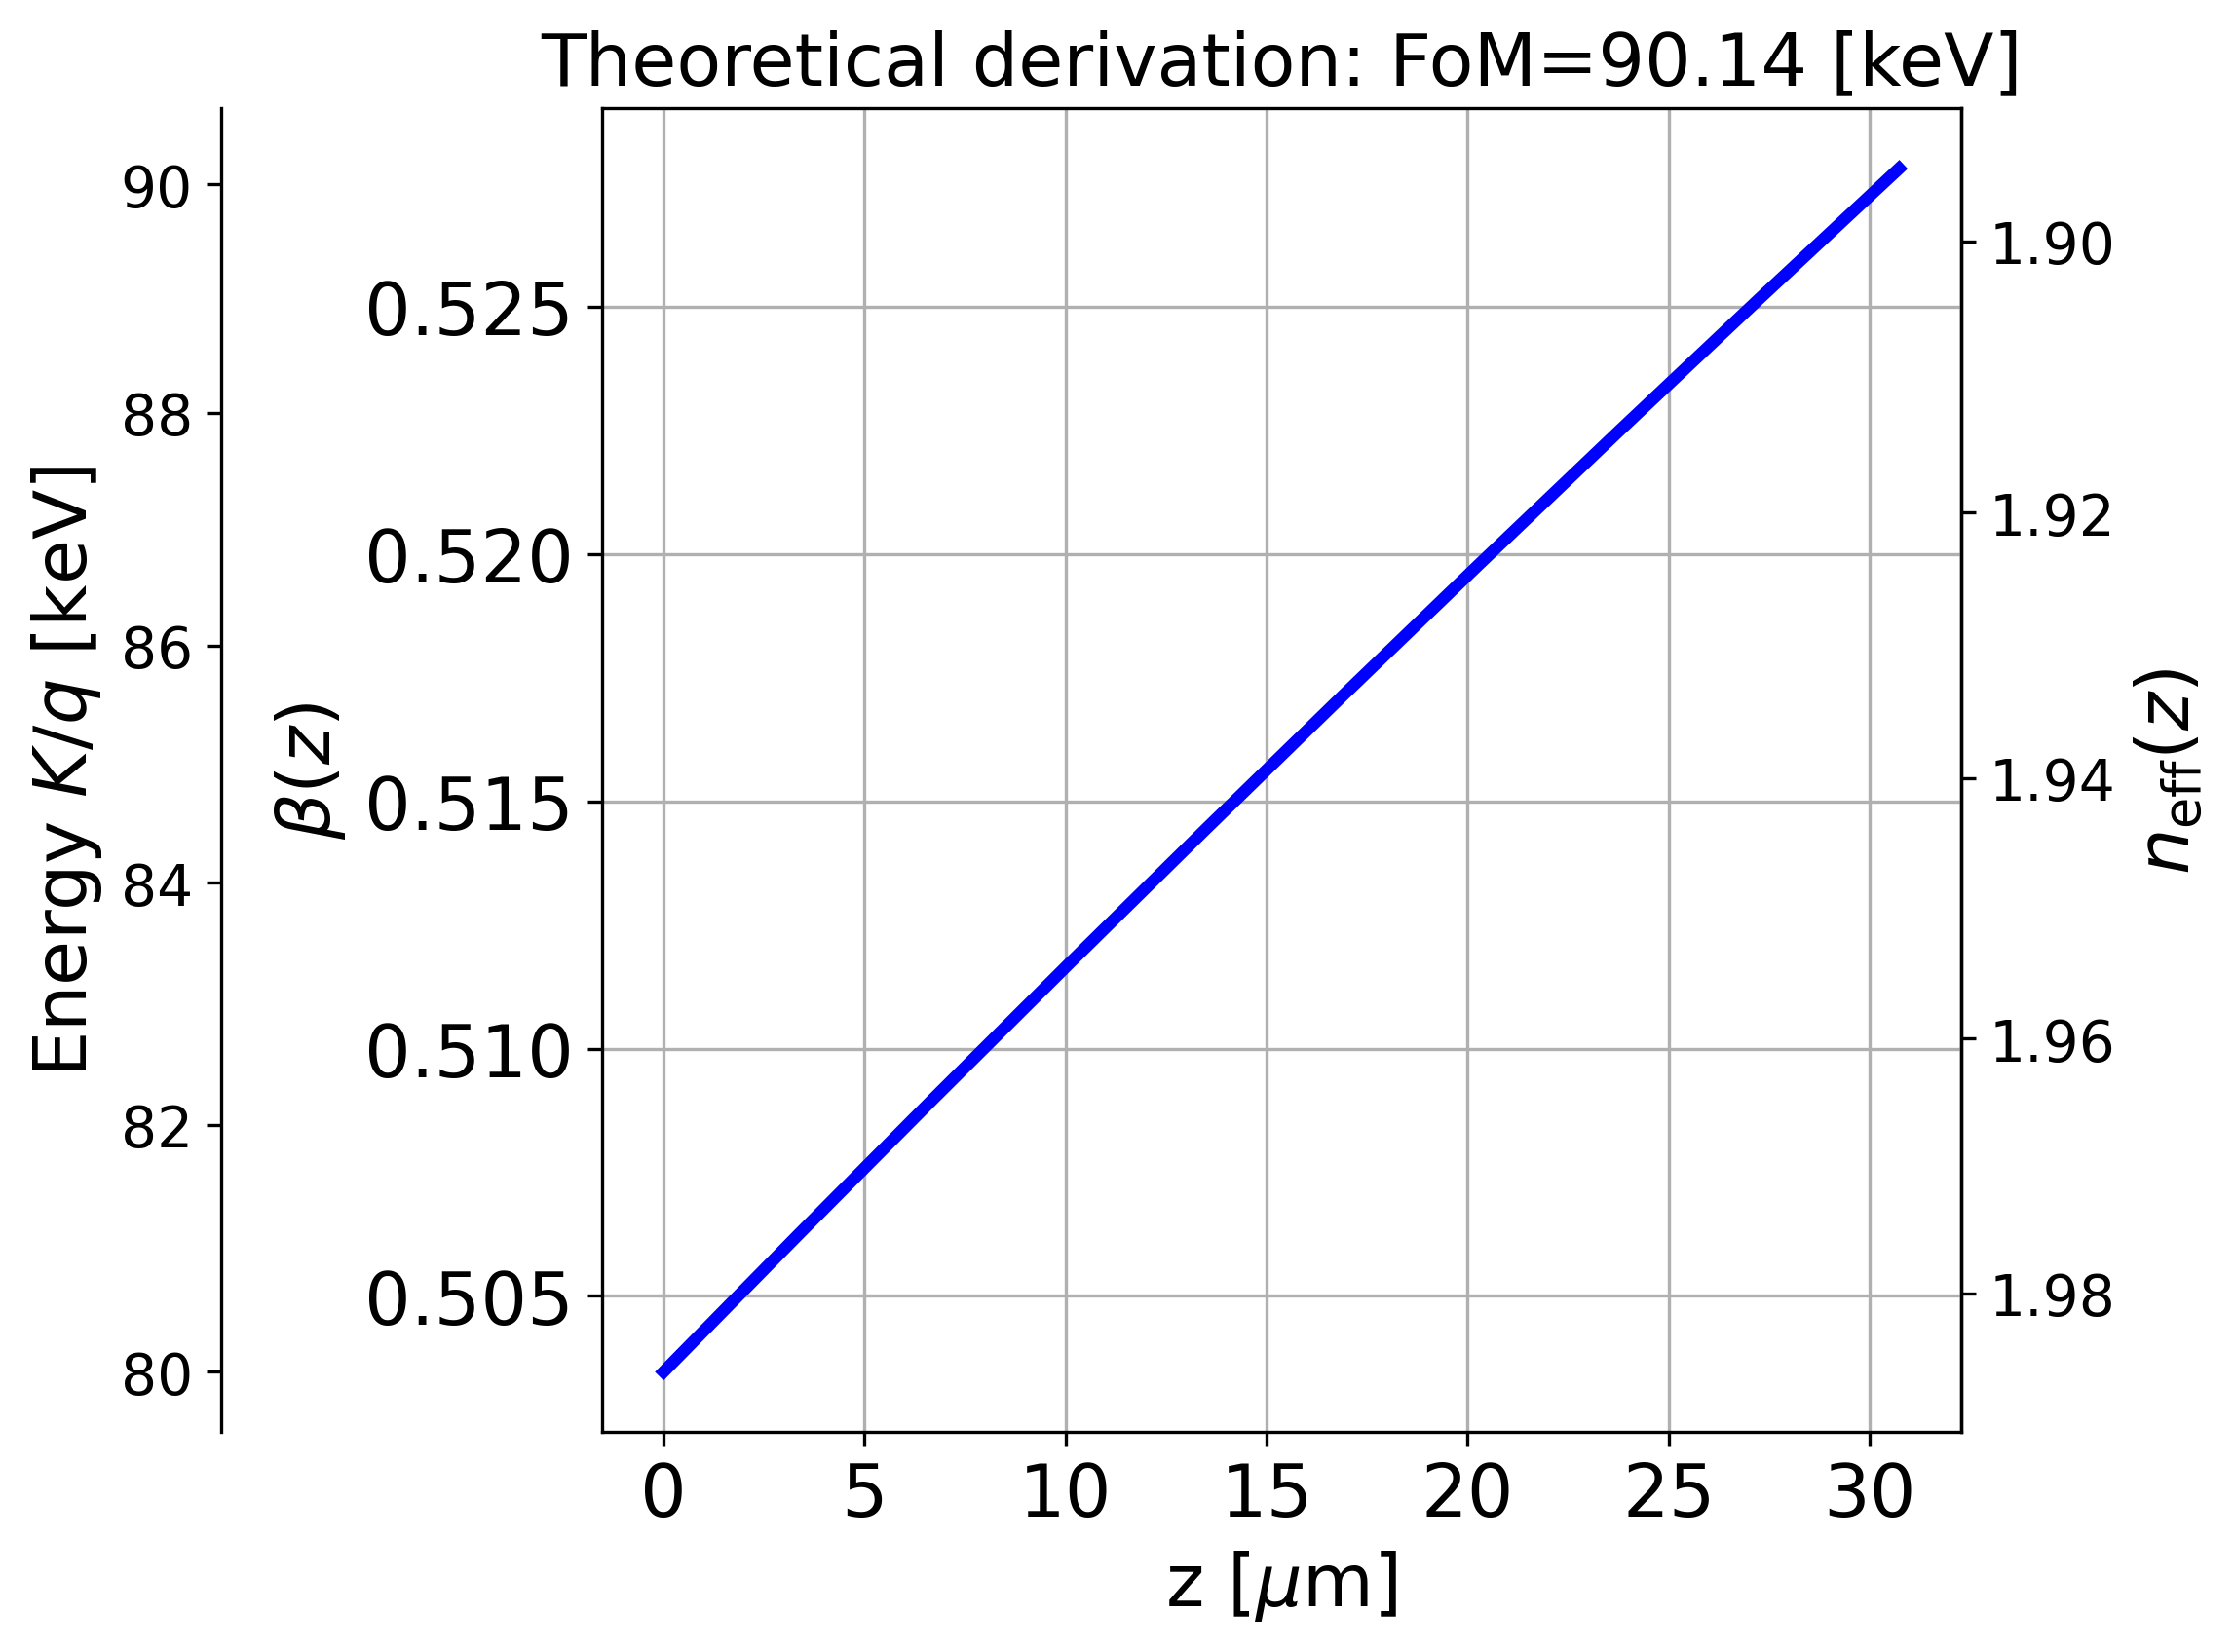 Theoretical derivation: FoM=90.14 [keV]
Energy K/q [keV]
90
88
86
84
82
80
β(z)
0.525
0.520
0.515
0.510
0.505
1.90
1.92
1.94
1.96
1.98
n_eff(z)
0 5 10 15 20 25 30
z [μm]